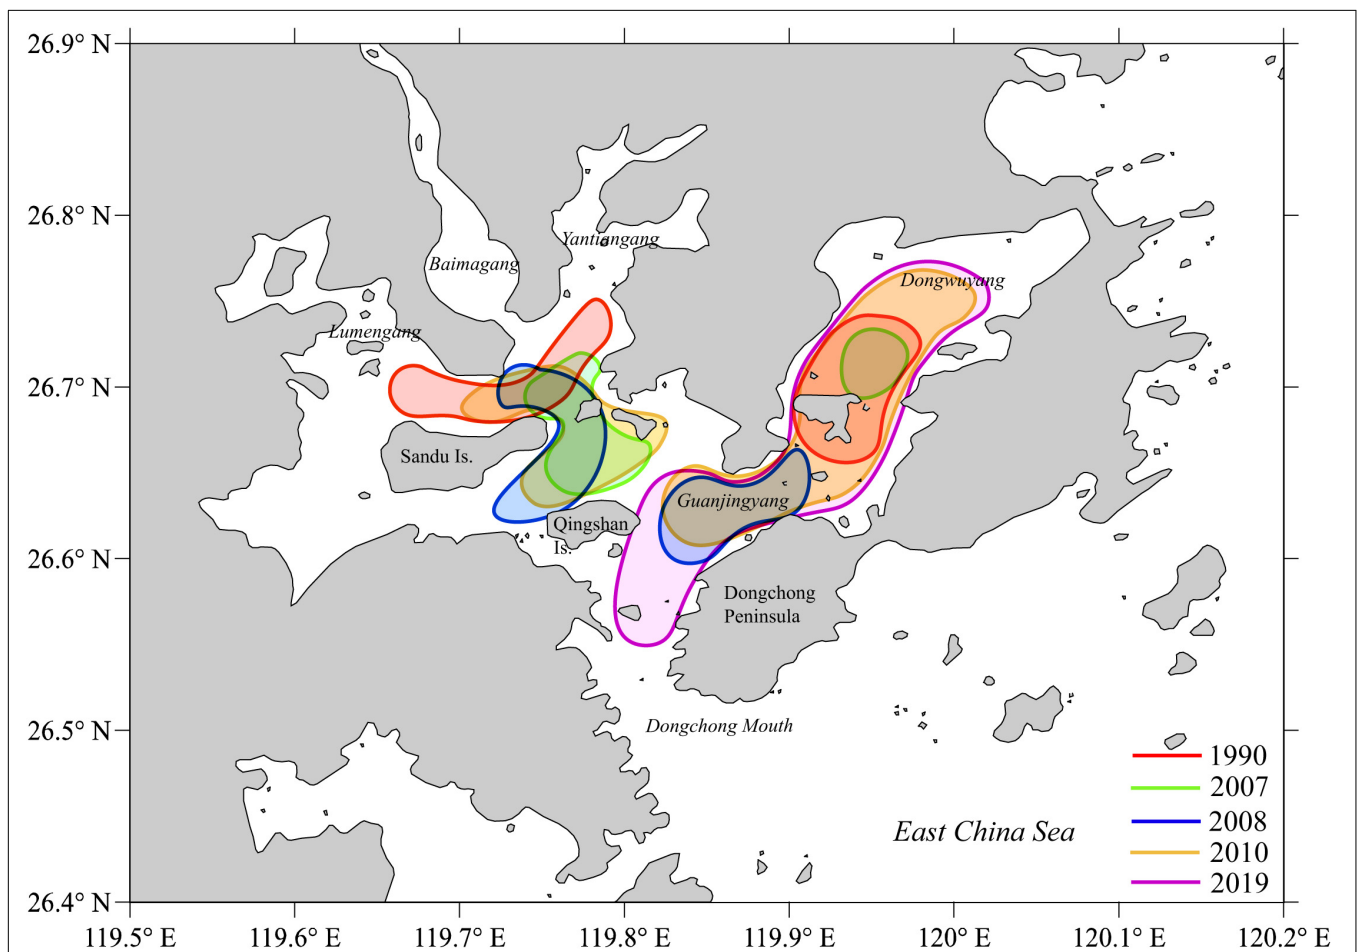 26.9° N
26.8° N
26.7° N
26.6° N
26.5° N
26.4° N
119.5° E
119.6° E
119.7° E
119.8° E
119.9° E
120° E
120.1° E
120.2° E
Yantiangang
Baimagang
Dongwuyang
Lumengang
Sandu Is.
Guanjingyang
Qingshan
Is.
Dongchong
Peninsula
Dongchong Mouth
East China Sea
1990
2007
2008
2010
2019